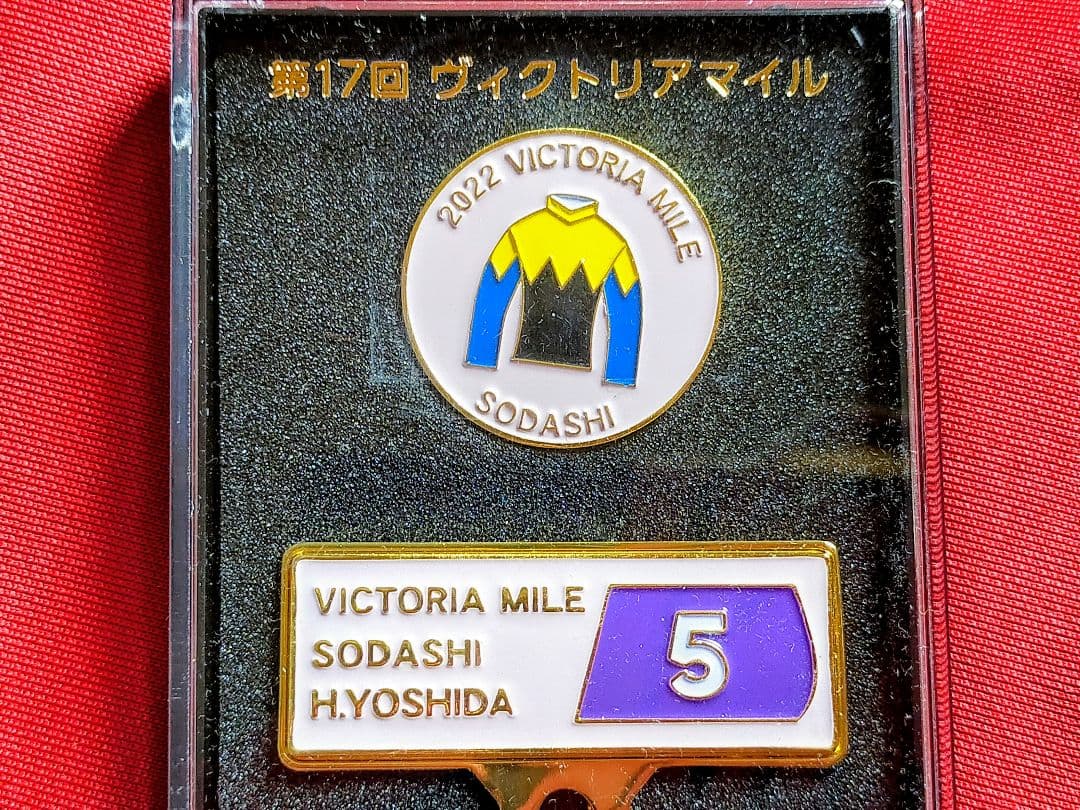 第17回 ヴィクトリアマイル
2022 VICTORIA MILE
SODASHI
VICTORIA MILE
SODASHI
H.YOSHIDA
5